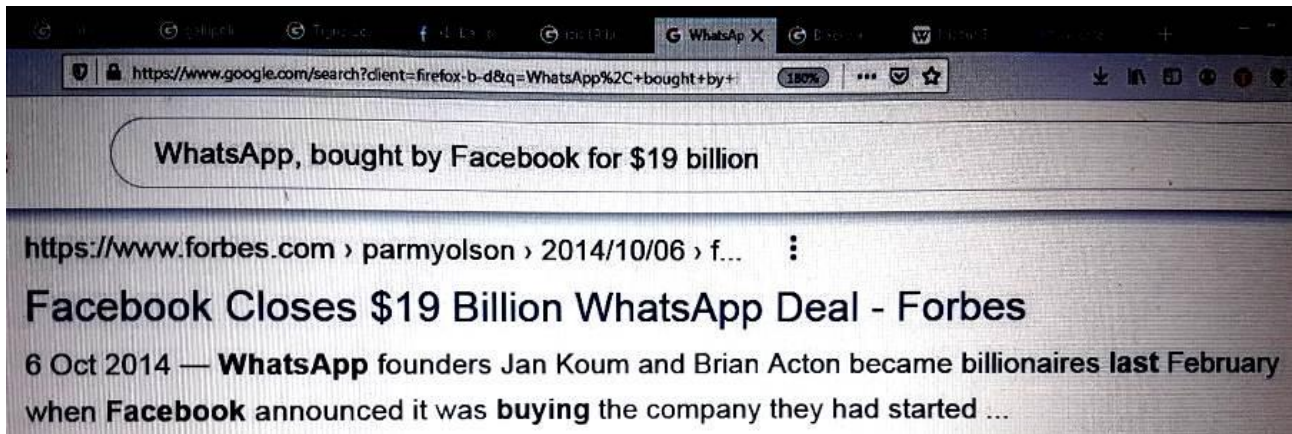 WhatsAp
https://www.google.com/search?client=firefox-b-d&q=WhatsApp%2C+bought+by+
180%
WhatsApp, bought by Facebook for $19 billion
https://www.forbes.com › parmyolson › 2014/10/06 › f...
Facebook Closes $19 Billion WhatsApp Deal - Forbes
6 Oct 2014 — WhatsApp founders Jan Koum and Brian Acton became billionaires last February
when Facebook announced it was buying the company they had started ...